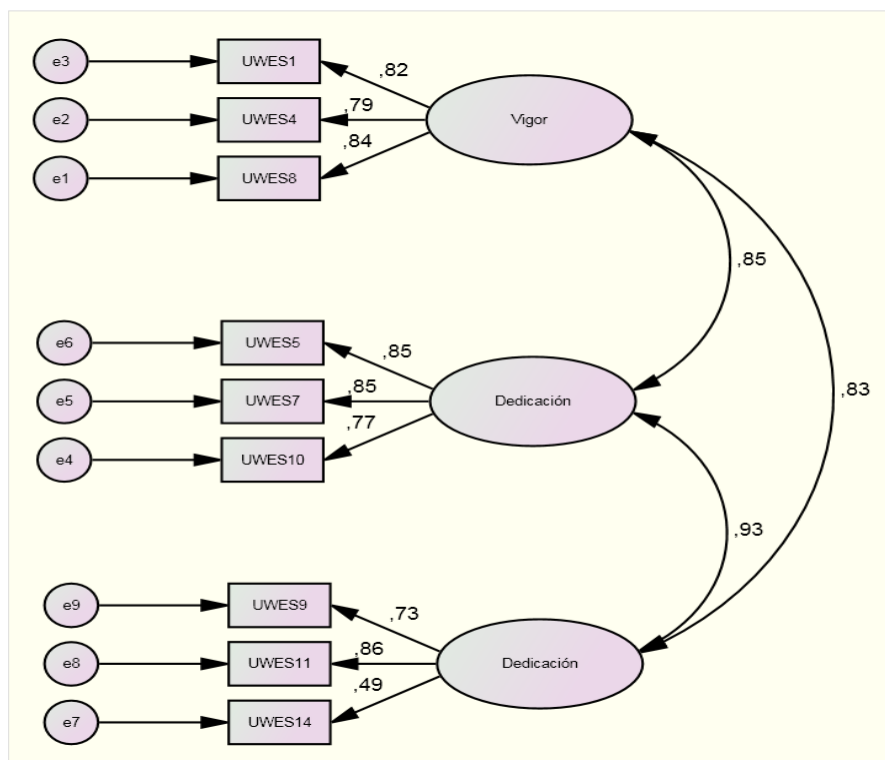 e3
UWES1
,82
e2
UWES4
,79
Vigor
e1
UWES8
,84
,85
e6
UWES5
,85
e5
UWES7
,85
Dedicación
,83
e4
UWES10
,77
,93
e9
UWES9
,73
e8
UWES11
,86
Dedicación
e7
UWES14
,49